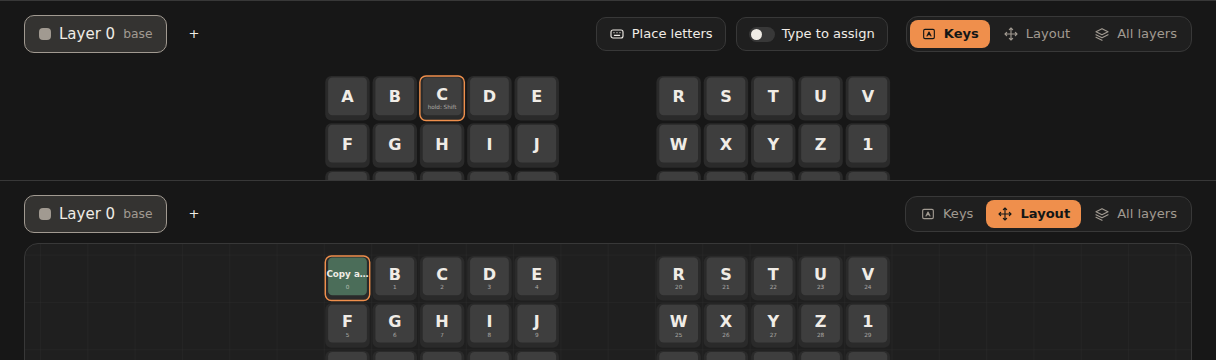 Layer 0 base + Place letters Type to assign Keys Layout All layers
A B C D E R S T U V
hold: Shift
F G H I J W X Y Z 1
Layer 0 base + Keys Layout All layers
Copy a... B C D E R S T U V
0 1 2 3 4 20 21 22 23 24
F G H I J W X Y Z 1
5 6 7 8 9 25 26 27 28 29